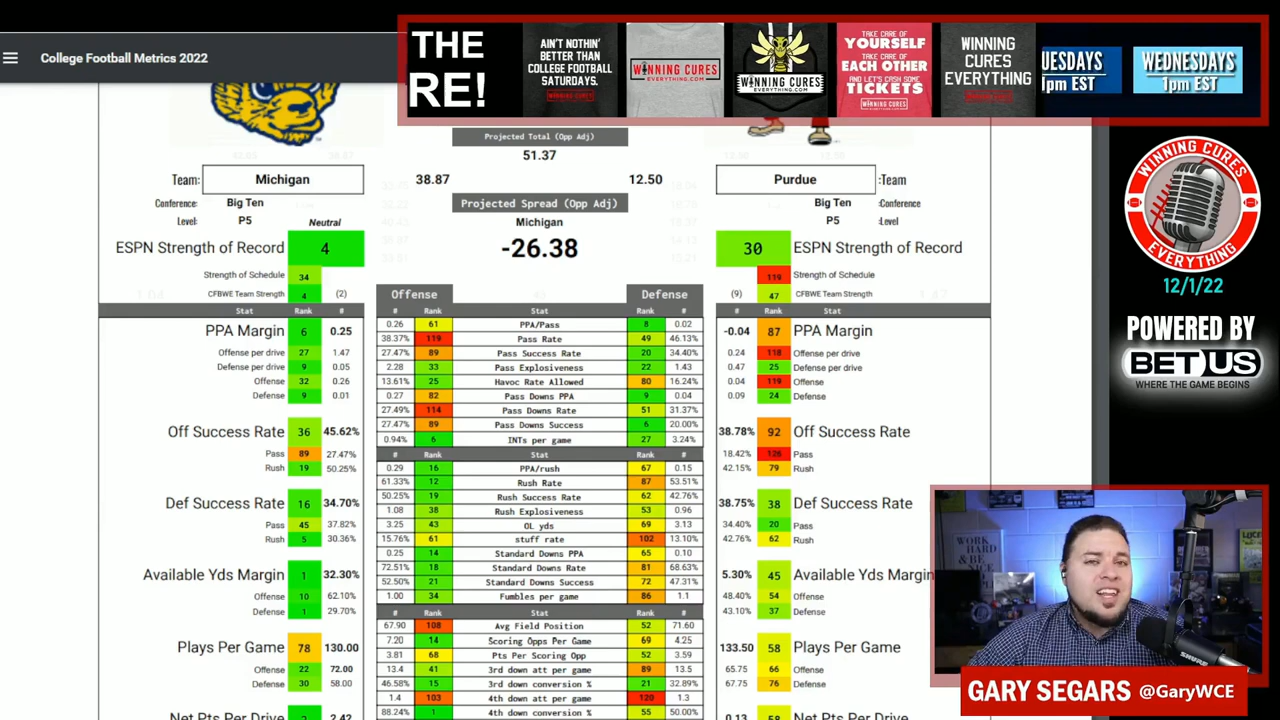 College Football Metrics 2022
THE
RE!
AIN'T NOTHIN'
BETTER THAN
COLLEGE FOOTBALL
SATURDAYS.
WINNING CURES
WINNING CURES
EVERYTHING.COM
WINNING CURES
EVERYTHING.COM
TAKE CARE OF
YOURSELF
TAKE CARE OF
EACH OTHER
AND LET'S CASH SOME
TICKETS
WINNING CURES
WINNING
CURES
EVERYTHING
UESDAYS
1pm EST
WEDNESDAYS
1pm EST
Projected Total (Opp Adj)
51.37
Team: Michigan 38.87 12.50 Purdue :Team
Conference: Big Ten Projected Spread (Opp Adj) Big Ten :Conference
Level: P5 Neutral Michigan P5 :Level
ESPN Strength of Record 4 -26.38 30 ESPN Strength of Record
Strength of Schedule 34 119 Strength of Schedule
CFBWE Team Strength 4 (2) Offense Defense (9) 47 CFBWE Team Strength
Stat Rank # # Rank Stat Rank # # Rank Stat
PPA Margin 6 0.25 0.26 61 PPA/Pass 8 0.02 -0.04 87 PPA Margin
38.37% 119 Pass Rate 49 46.13%
Offense per drive 27 1.47 27.47% 89 Pass Success Rate 20 34.40% 0.24 118 Offense per drive
Defense per drive 9 0.05 2.28 33 Pass Explosiveness 22 1.43 0.47 25 Defense per drive
Offense 32 0.26 13.61% 25 Havoc Rate Allowed 80 16.24% 0.04 119 Offense
Defense 9 0.01 0.27 82 Pass Downs PPA 9 0.04 0.09 24 Defense
27.49% 114 Pass Downs Rate 51 31.37%
Off Success Rate 36 45.62% 27.47% 89 Pass Downs Success 6 20.00% 38.78% 92 Off Success Rate
0.94% 6 INTs per game 27 3.24%
Pass 89 27.47% # Rank Stat Rank # 18.42% 126 Pass
Rush 19 50.25% 0.29 16 PPA/rush 67 0.15 42.15% 79 Rush
61.33% 12 Rush Rate 87 53.51%
Def Success Rate 16 34.70% 50.25% 19 Rush Success Rate 62 42.76% 38.75% 38 Def Success Rate
1.08 38 Rush Explosiveness 53 0.96
Pass 45 37.82% 3.25 43 OL yds 69 3.13 34.40% 20 Pass
Rush 5 30.36% 15.76% 61 stuff rate 102 13.10% 42.76% 62 Rush
0.25 14 Standard Downs PPA 65 0.10
Available Yds Margin 1 32.30% 72.51% 18 Standard Downs Rate 81 68.63% 5.30% 45 Available Yds Margin
52.50% 21 Standard Downs Success 72 47.31%
Offense 10 62.10% 1.00 34 Fumbles per game 86 1.1 48.40% 54 Offense
Defense 1 29.70% # Rank Stat Rank # 43.10% 37 Defense
67.90 108 Avg Field Position 52 71.60
Plays Per Game 78 130.00 7.20 14 Scoring Opps Per Game 69 4.25 133.50 58 Plays Per Game
3.81 68 Pts Per Scoring Opp 52 3.59
Offense 22 72.00 13.4 41 3rd down att per game 89 13.5 65.75 66 Offense
Defense 30 58.00 46.58% 15 3rd down conversion % 21 32.89% 67.75 76 Defense
1.4 103 4th down att per game 120 1.3
Net Pts Per Drive 2.42 88.24% 1 4th down conversion % 55 50.00% 0.13 Net Pts Per Drive
WINNING CURES
EVERYTHING
12/1/22
POWERED BY
BETUS
WHERE THE GAME BEGINS
WORK
HARD &
SHURE
GARY SEGARS @GaryWCE